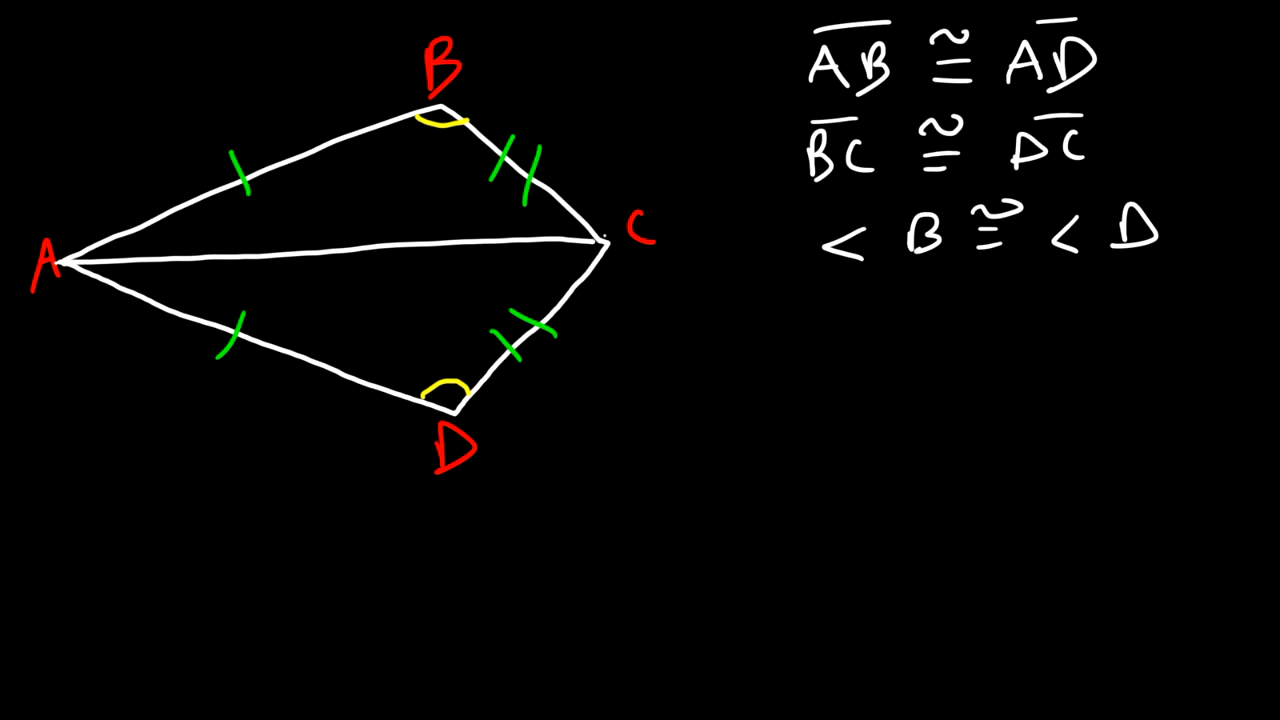 B
A
C
D
AB ≅ AD
BC ≅ DC
< B ≅ < D